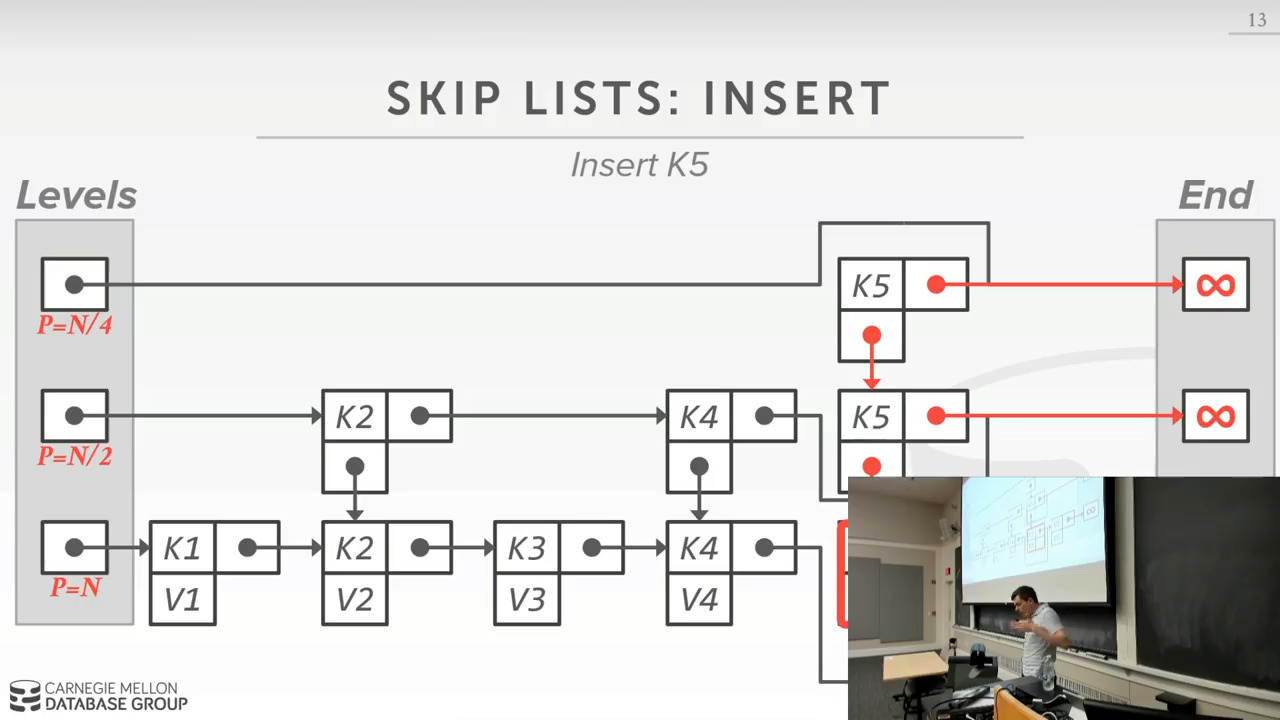 13
SKIP LISTS: INSERT
Insert K5
Levels
End
K5
∞
P=N/4
K2
K4
K5
∞
P=N/2
K1
K2
K3
K4
P=N
V1
V2
V3
V4
CARNEGIE MELLON
DATABASE GROUP